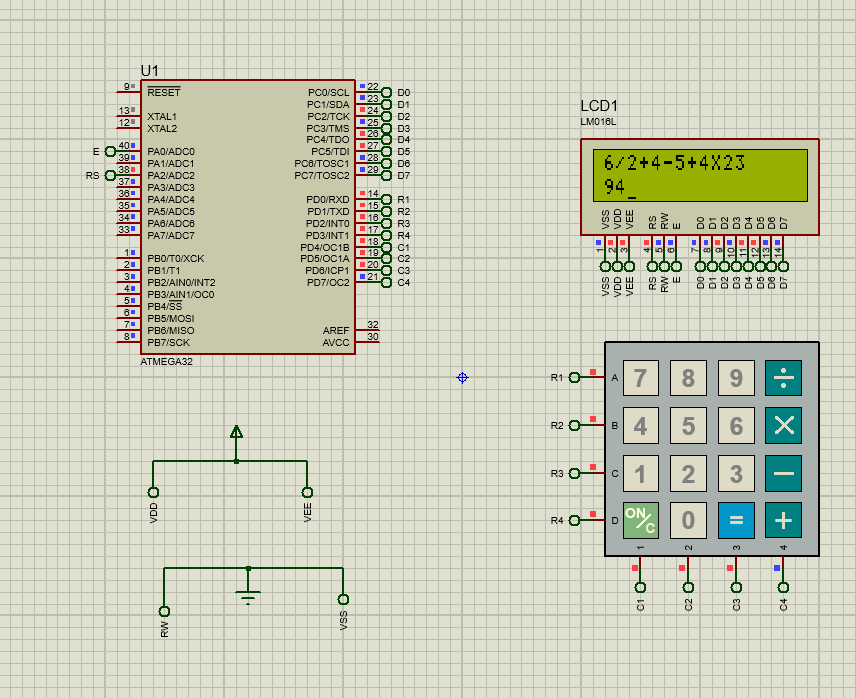 U1
9 RESET
13 XTAL1
12 XTAL2
E 40 PA0/ADC0
39 PA1/ADC1
RS 38 PA2/ADC2
37 PA3/ADC3
36 PA4/ADC4
35 PA5/ADC5
34 PA6/ADC6
33 PA7/ADC7
1 PB0/T0/XCK
2 PB1/T1
3 PB2/AIN0/INT2
4 PB3/AIN1/OC0
5 PB4/SS
6 PB5/MOSI
7 PB6/MISO
8 PB7/SCK
PC0/SCL 22 D0
PC1/SDA 23 D1
PC2/TCK 24 D2
PC3/TMS 25 D3
PC4/TDO 26 D4
PC5/TDI 27 D5
PC6/TOSC1 28 D6
PC7/TOSC2 29 D7
PD0/RXD 14 R1
PD1/TXD 15 R2
PD2/INT0 16 R3
PD3/INT1 17 R4
PD4/OC1B 18 C1
PD5/OC1A 19 C2
PD6/ICP1 20 C3
PD7/OC2 21 C4
AREF 32
AVCC 30
ATMEGA32
LCD1
LM016L
6/2+4-5+4X23
94_
VSS VDD VEE RS RW E D0 D1 D2 D3 D4 D5 D6 D7
1 2 3 4 5 6 7 8 9 10 11 12 13 14
VSS VDD VEE RS RW E D0 D1 D2 D3 D4 D5 D6 D7
R1 A 7 8 9 ÷
R2 B 4 5 6 ×
R3 C 1 2 3 −
R4 D ON/C 0 = +
1 2 3 4
C1 C2 C3 C4
VDD VEE
RW VSS